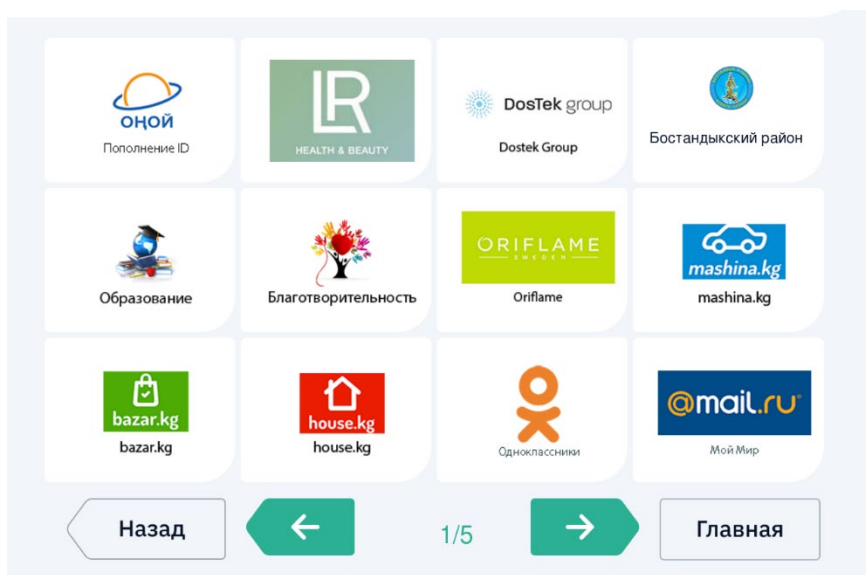 оңой
Пополнение ID
LR
HEALTH & BEAUTY
DosTek group
Dostek Group
Бостандыкский район
Образование
Благотворительность
ORIFLAME
SWEDEN
Oriflame
mashina.kg
mashina.kg
bazar.kg
bazar.kg
house.kg
house.kg
Одноклассники
@mail.ru
Мой Мир
Назад
1/5
Главная